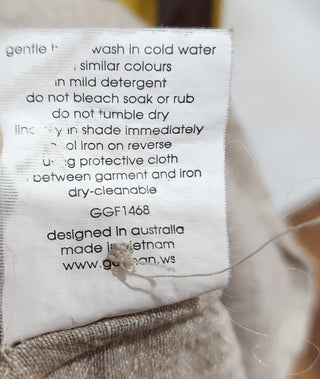 gentle wash in cold water
similar colours
in mild detergent
do not bleach soak or rub
do not tumble dry
in shade immediately
iron on reverse
protective cloth
between garment and iron
dry-cleanable
GGF1468
designed in australia
made in vietnam